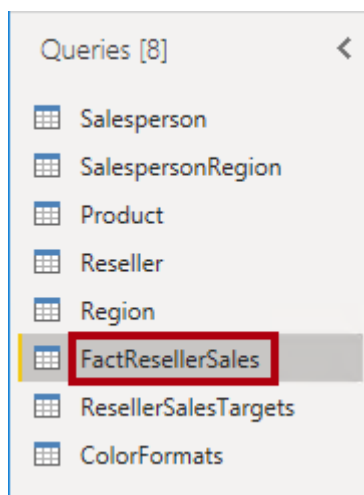 Queries [8]
Salesperson
SalespersonRegion
Product
Reseller
Region
FactResellerSales
ResellerSalesTargets
ColorFormats